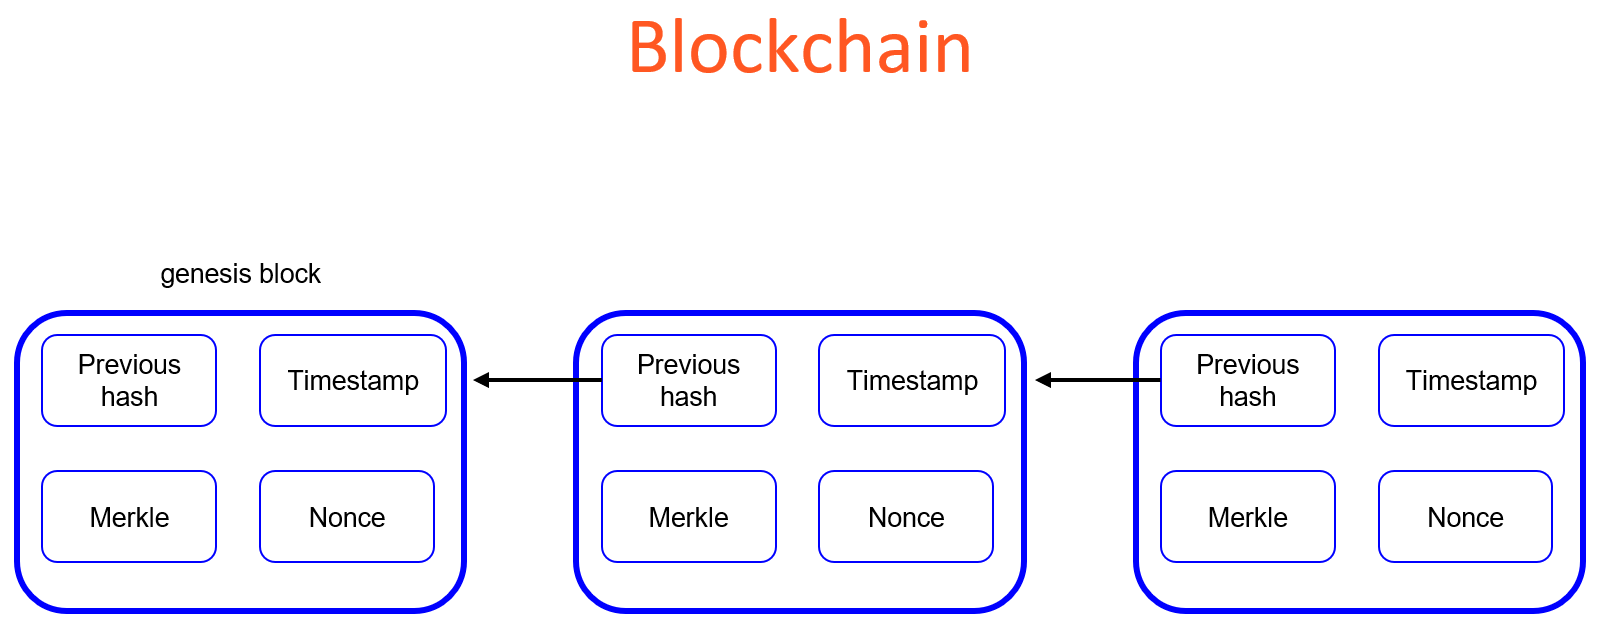 Blockchain
genesis block
Previous
hash
Timestamp
Merkle
Nonce
Previous
hash
Timestamp
Merkle
Nonce
Previous
hash
Timestamp
Merkle
Nonce